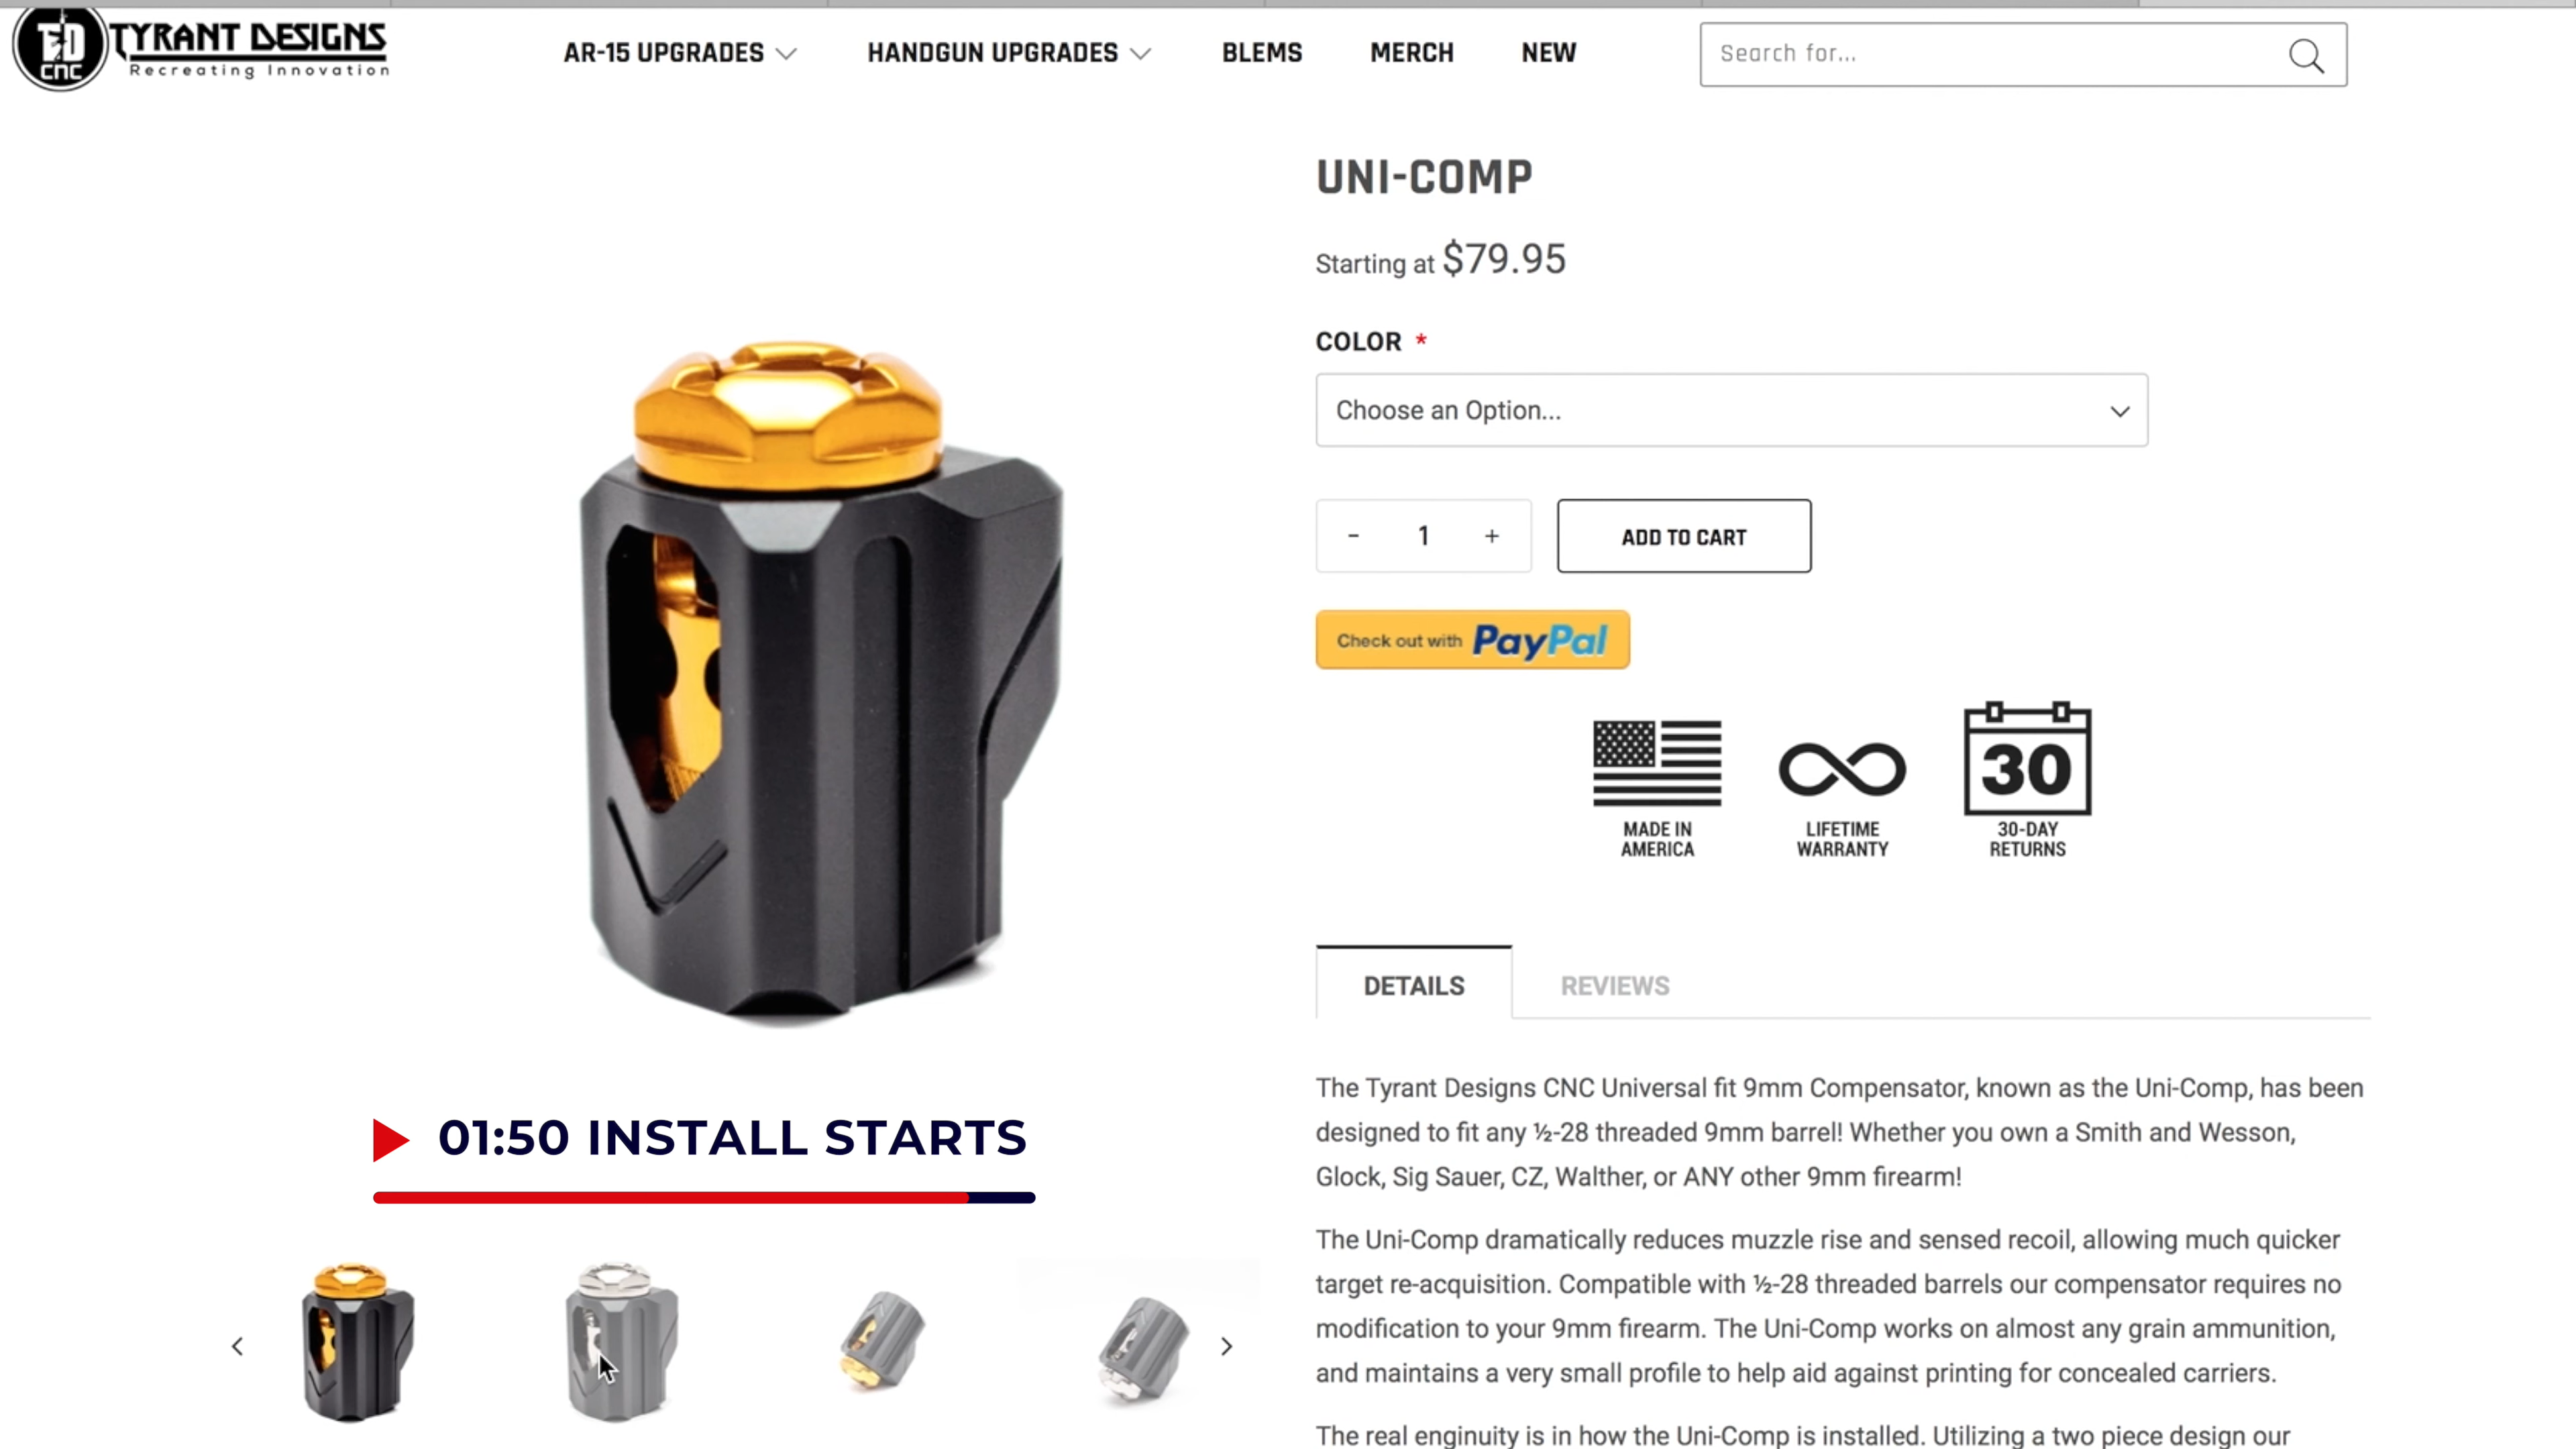 TD
CNC
TYRANT DESIGNS
Recreating Innovation
AR-15 UPGRADES
HANDGUN UPGRADES
BLEMS
MERCH
NEW
Search for...
UNI-COMP
Starting at $79.95
COLOR *
Choose an Option...
- 1 +
ADD TO CART
Check out with PayPal
30
MADE IN
AMERICA
LIFETIME
WARRANTY
30-DAY
RETURNS
DETAILS
REVIEWS
The Tyrant Designs CNC Universal fit 9mm Compensator, known as the Uni-Comp, has been
designed to fit any ½-28 threaded 9mm barrel! Whether you own a Smith and Wesson,
Glock, Sig Sauer, CZ, Walther, or ANY other 9mm firearm!
The Uni-Comp dramatically reduces muzzle rise and sensed recoil, allowing much quicker
target re-acquisition. Compatible with ½-28 threaded barrels our compensator requires no
modification to your 9mm firearm. The Uni-Comp works on almost any grain ammunition,
and maintains a very small profile to help aid against printing for concealed carriers.
The real enginuity is in how the Uni-Comp is installed. Utilizing a two piece design our
01:50 INSTALL STARTS